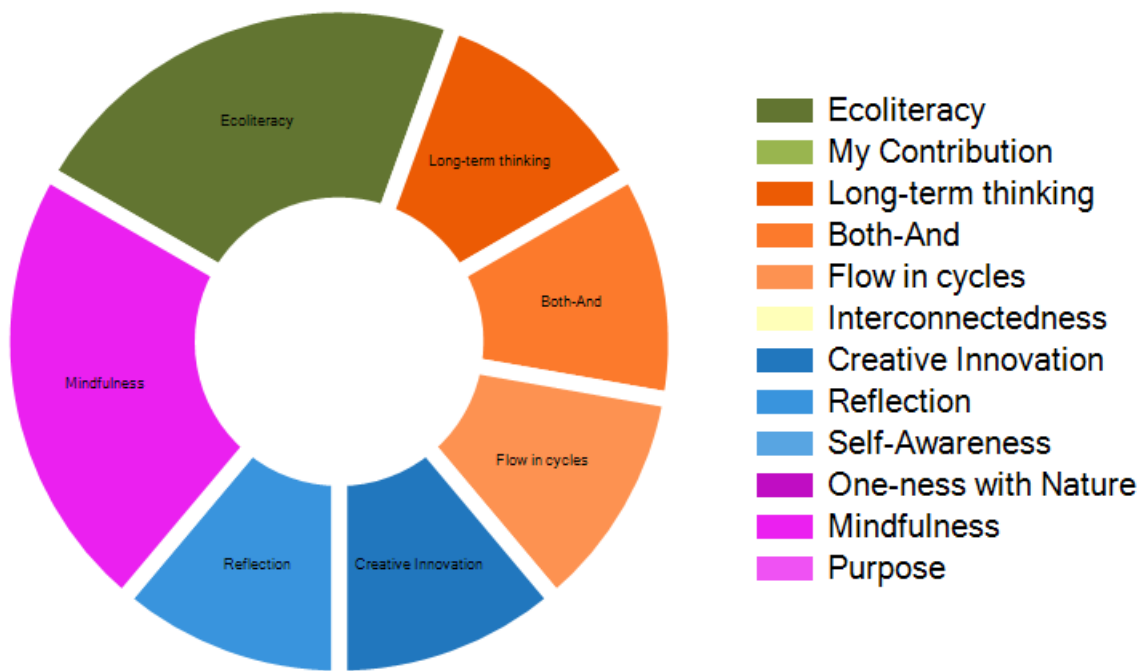 Ecoliteracy
Long-term thinking
Both-And
Mindfulness
Flow in cycles
Reflection
Creative Innovation
Ecoliteracy
My Contribution
Long-term thinking
Both-And
Flow in cycles
Interconnectedness
Creative Innovation
Reflection
Self-Awareness
One-ness with Nature
Mindfulness
Purpose